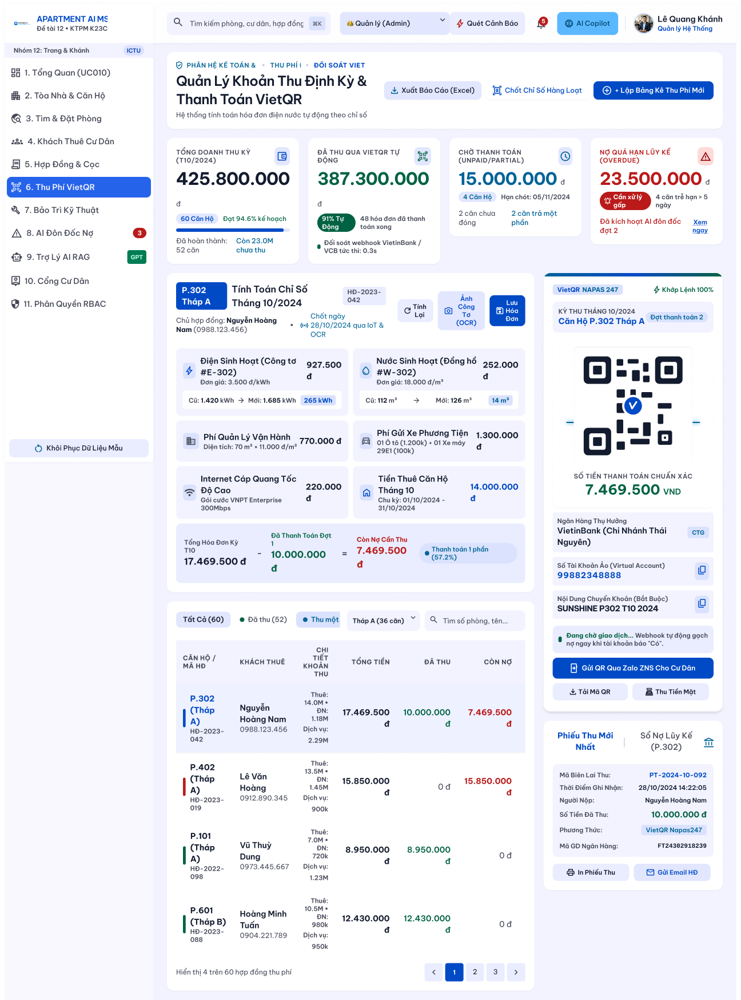 APARTMENT AI MS
Đề tài 12 • KTPM K23C
Nhóm 12: Trang & Khánh
ICTU
1. Tổng Quan (UC010)
2. Tòa Nhà & Căn Hộ
3. Tìm & Đặt Phòng
4. Khách Thuê Cư Dân
5. Hợp Đồng & Cọc
6. Thu Phí VietQR
7. Bảo Trì Kỹ Thuật
8. AI Đôn Đốc Nợ
3
9. Trợ Lý AI RAG
GPT
10. Cổng Cư Dân
11. Phân Quyền RBAC
Khôi Phục Dữ Liệu Mẫu
Tìm kiếm phòng, cư dân, hợp đồng
⌘K
👑 Quản lý (Admin)
Quét Cảnh Báo
5
AI Copilot
Lê Quang Khánh
Quản lý Hệ Thống
PHÂN HỆ KẾ TOÁN &
• THU PHÍ
• ĐỐI SOÁT VIET
Quản Lý Khoản Thu Định Kỳ &
Thanh Toán VietQR
Hệ thống tính toán hóa đơn điện nước tự động theo chỉ số
Xuất Báo Cáo (Excel)
Chốt Chỉ Số Hàng Loạt
+ Lập Bảng Kê Thu Phí Mới
TỔNG DOANH THU KỲ
(T10/2024)
425.800.000
đ
60 Căn Hộ
Đạt 94.6% kế hoạch
Đã hoàn thành:
52 căn
Còn 23.0M
chưa thu
ĐÃ THU QUA VIETQR TỰ
ĐỘNG
387.300.000
đ
91% Tự
Động
48 hóa đơn đã thanh
toán xong
Đối soát webhook VietinBank /
VCB tức thì: 0.3s
CHỜ THANH TOÁN
(UNPAID/PARTIAL)
15.000.000 đ
4 Căn Hộ
Hạn chót: 05/11/2024
2 căn chưa
đóng
2 căn trả một
phần
NỢ QUÁ HẠN LŨY KẾ
(OVERDUE)
23.500.000 đ
Cần xử lý
gấp
4 căn trễ hạn > 5
ngày
Đã kích hoạt AI đôn đốc
đợt 2
Xem
ngay
P.302
Tháp A
Tính Toán Chỉ Số
Tháng 10/2024
HĐ-2023-
042
Chủ hợp đồng: Nguyễn Hoàng
Nam (0988.123.456)
•
Chốt ngày
28/10/2024 qua IoT &
OCR
Tính
Lại
Ảnh
Công
Tơ
(OCR)
Lưu
Hóa
Đơn
Điện Sinh Hoạt (Công tơ
#E-302)
Đơn giá: 3.500 đ/kWh
927.500
đ
Cũ: 1.420 kWh → Mới: 1.685 kWh
265 kWh
Nước Sinh Hoạt (Đồng hồ
#W-302)
Đơn giá: 18.000 đ/m³
252.000
đ
Cũ: 112 m³ → Mới: 126 m³
14 m³
Phí Quản Lý Vận Hành
Diện tích: 70 m² × 11.000 đ/m²
770.000 đ
Phí Gửi Xe Phương Tiện
01 Ô tô (1.200k) + 01 Xe máy
29E1 (100k)
1.300.000
đ
Internet Cáp Quang Tốc
Độ Cao
Gói cước VNPT Enterprise
300Mbps
220.000
đ
Tiền Thuê Căn Hộ
Tháng 10
Chu kỳ: 01/10/2024 -
31/10/2024
14.000.000
đ
Tổng Hóa Đơn Kỳ
T10
17.469.500 đ
-
Đã Thanh Toán Đợt
1
10.000.000
đ
=
Còn Nợ Cần Thu
7.469.500
đ
Thanh toán 1 phần
(57.2%)
Tất Cả (60)
Đã thu (52)
Thu một
Tháp A (36 căn)
Tìm số phòng, tên...
CĂN HỘ /
MÃ HĐ
KHÁCH THUÊ
CHI
TIẾT
KHOẢN
THU
TỔNG TIỀN
ĐÃ THU
CÒN NỢ
P.302
(Tháp
A)
HĐ-2023-
042
Nguyễn
Hoàng Nam
0988.123.456
Thuê:
14.0M •
ĐN:
1.18M
Dịch vụ:
2.29M
17.469.500
đ
10.000.000
đ
7.469.500
đ
P.402
(Tháp
A)
HĐ-2023-
019
Lê Văn
Hoàng
0912.890.345
Thuê:
13.5M •
ĐN:
1.45M
Dịch vụ:
900k
15.850.000
đ
0 đ
15.850.000
đ
P.101
(Tháp
A)
HĐ-2022-
098
Vũ Thuỳ
Dung
0973.445.667
Thuê:
7.0M •
ĐN:
720k
Dịch vụ:
1.23M
8.950.000
đ
8.950.000
đ
0 đ
P.601
(Tháp B)
HĐ-2023-
088
Hoàng Minh
Tuấn
0904.221.789
Thuê:
10.5M •
ĐN:
980k
Dịch vụ:
950k
12.430.000
đ
12.430.000
đ
0 đ
Hiển thị 4 trên 60 hợp đồng thu phí
1
2
3
VietQR NAPAS 247
Khớp Lệnh 100%
KỲ THU THÁNG 10/2024
Căn Hộ P.302 Tháp A
Đợt thanh toán 2
SỐ TIỀN THANH TOÁN CHUẨN XÁC
7.469.500 VND
Ngân Hàng Thụ Hưởng
VietinBank (Chi Nhánh Thái
Nguyên)
CTG
Số Tài Khoản Ảo (Virtual Account)
99882348888
Nội Dung Chuyển Khoản (Bắt Buộc)
SUNSHINE P302 T10 2024
Đang chờ giao dịch... Webhook tự động gạch
nợ ngay khi tài khoản báo "Có".
Gửi QR Qua Zalo ZNS Cho Cư Dân
Tải Mã QR
Thu Tiền Mặt
Phiếu Thu Mới
Nhất
Sổ Nợ Lũy Kế
(P.302)
Mã Biên Lai Thu:
PT-2024-10-092
Thời Điểm Ghi Nhận:
28/10/2024 14:22:05
Người Nộp:
Nguyễn Hoàng Nam
Số Tiền Đã Thu:
10.000.000 đ
Phương Thức:
VietQR Napas247
Mã GD Ngân Hàng:
FT24302918239
In Phiếu Thu
Gửi Email HĐ